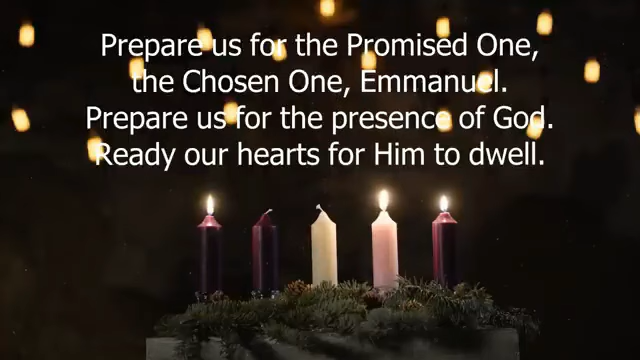 Prepare us for the Promised One,
the Chosen One, Emmanuel.
Prepare us for the presence of God.
Ready our hearts for Him to dwell.